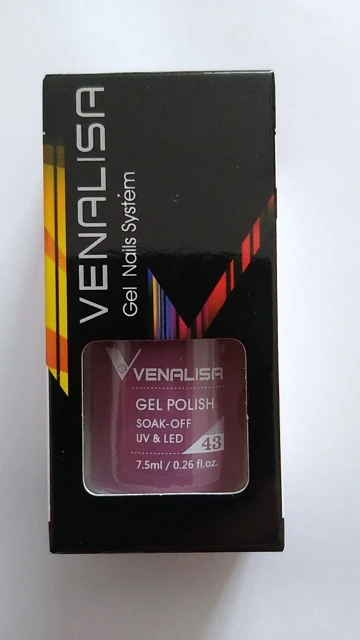 VENALISA
Gel Nails System
VENALISA
GEL POLISH
SOAK-OFF
UV & LED
43
7.5ml / 0.26 fl.oz.